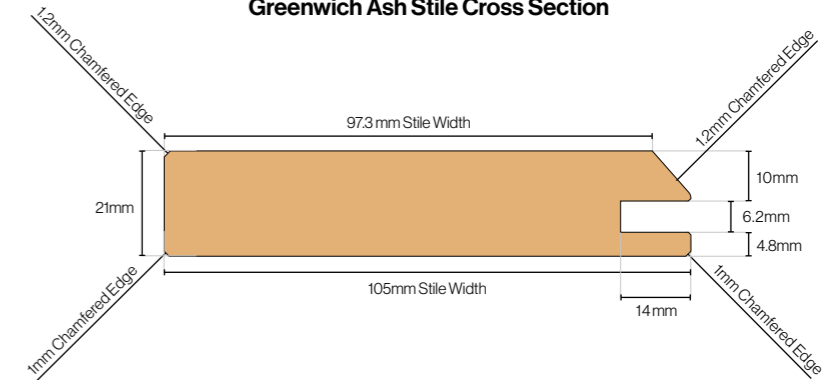 Greenwich Ash Stile Cross Section
1.2mm Chamfered Edge
1.2mm Chamfered Edge
97.3 mm Stile Width
10mm
21mm
6.2mm
4.8mm
105mm Stile Width
14mm
1mm Chamfered Edge
1mm Chamfered Edge